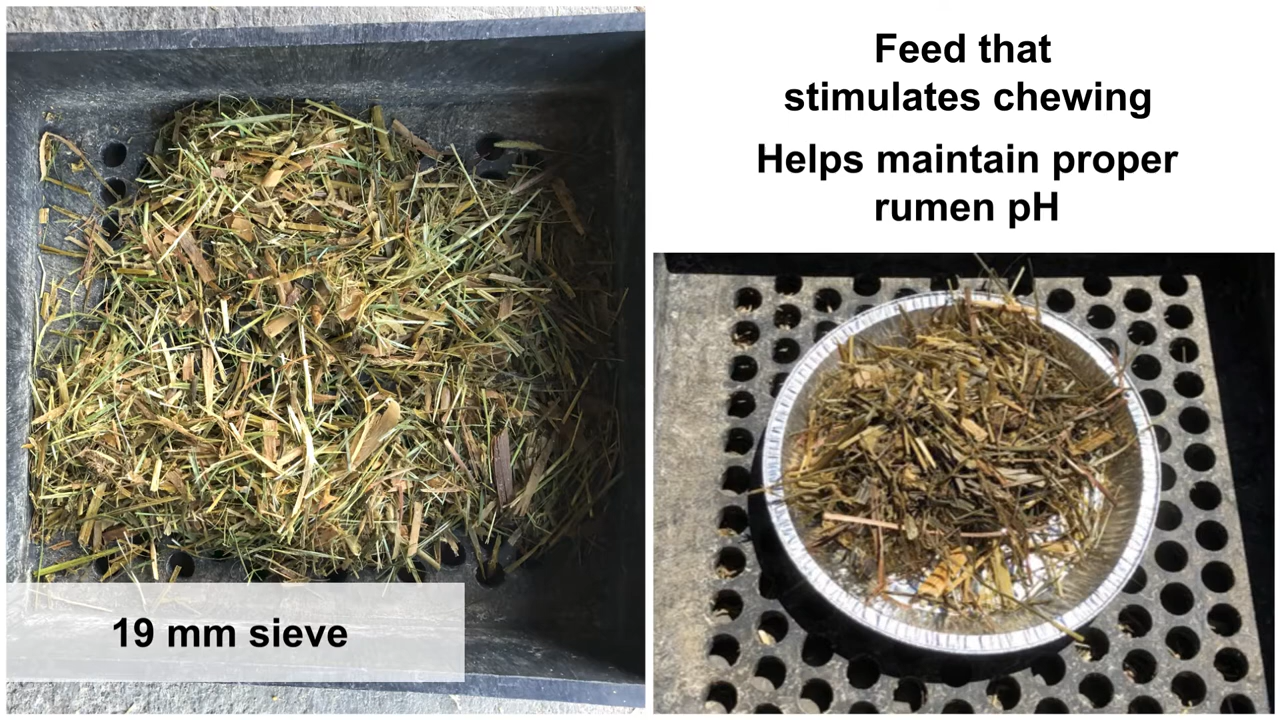 Feed that
stimulates chewing
Helps maintain proper
rumen pH
19 mm sieve